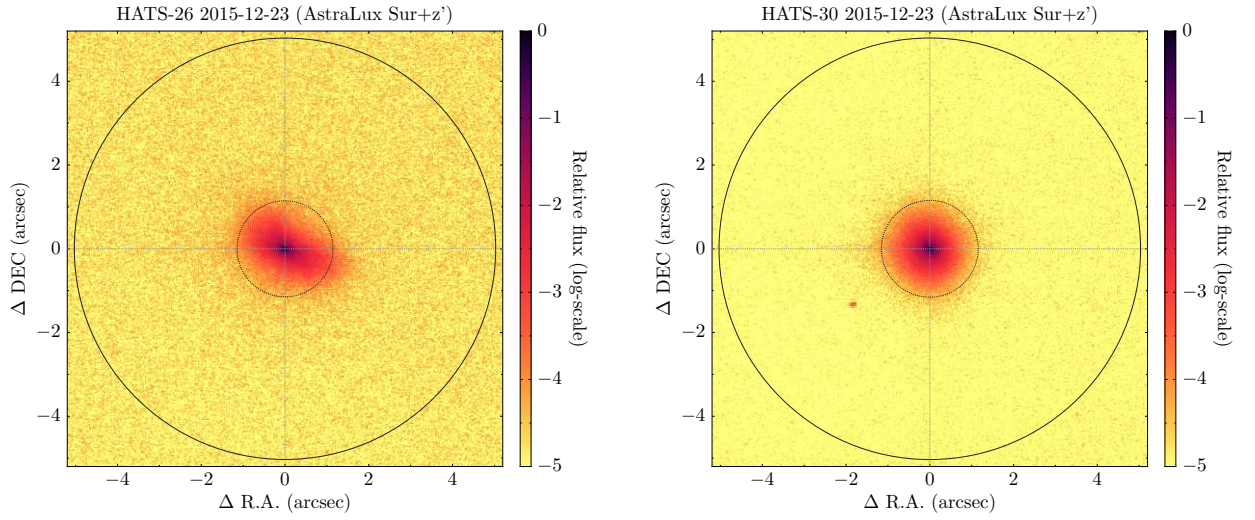 HATS-26 2015-12-23 (AstraLux Sur+z')
4
2
0
−2
−4
Δ DEC (arcsec)
−4 −2 0 2 4
Δ R.A. (arcsec)
0
−1
−2
−3
−4
−5
Relative flux (log-scale)
HATS-30 2015-12-23 (AstraLux Sur+z')
4
2
0
−2
−4
Δ DEC (arcsec)
−4 −2 0 2 4
Δ R.A. (arcsec)
0
−1
−2
−3
−4
−5
Relative flux (log-scale)